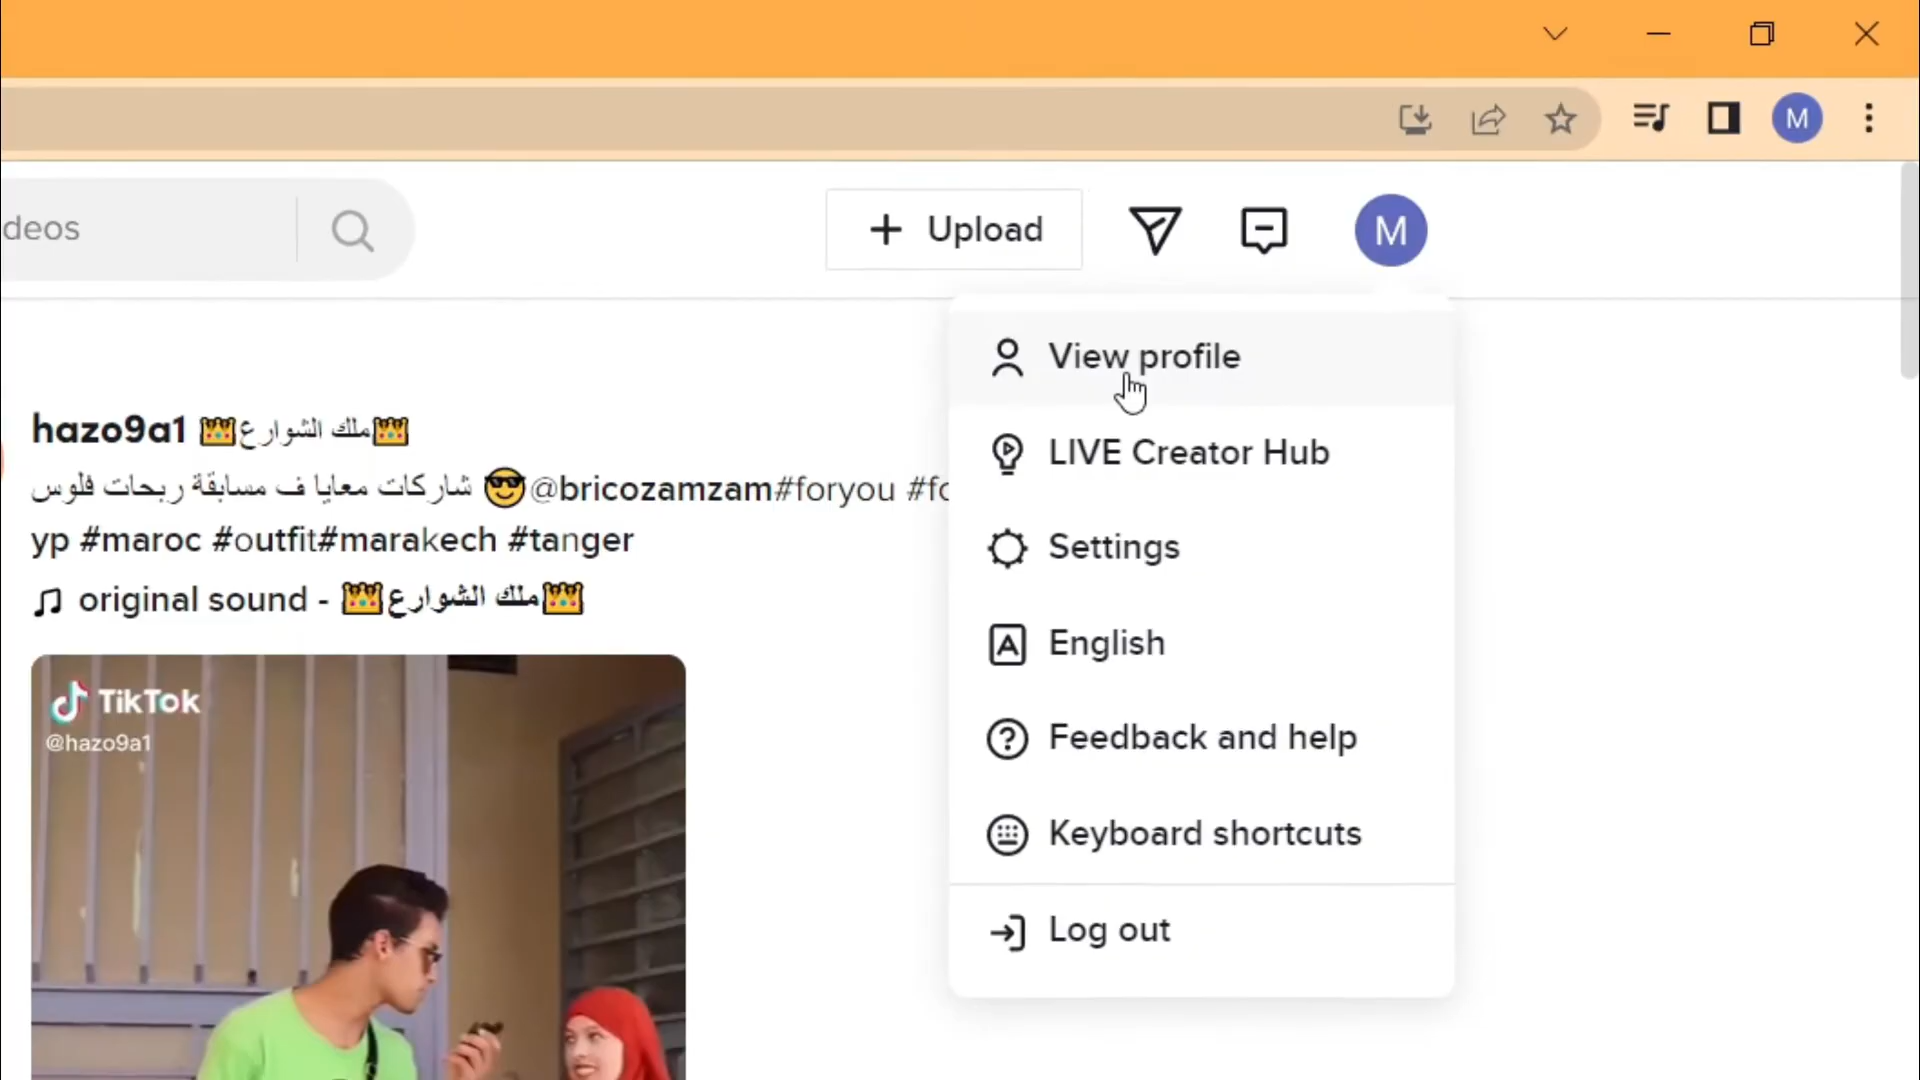 M
deos
Upload
M
View profile
LIVE Creator Hub
Settings
English
Feedback and help
Keyboard shortcuts
Log out
hazo9a1 👑ملك الشوارع👑
شاركات معايا ف مسابقة ربحات فلوس 😎@bricozamzam#foryou #fo
yp #maroc #outfit#marakech #tanger
original sound - 👑ملك الشوارع👑
TikTok
@hazo9a1